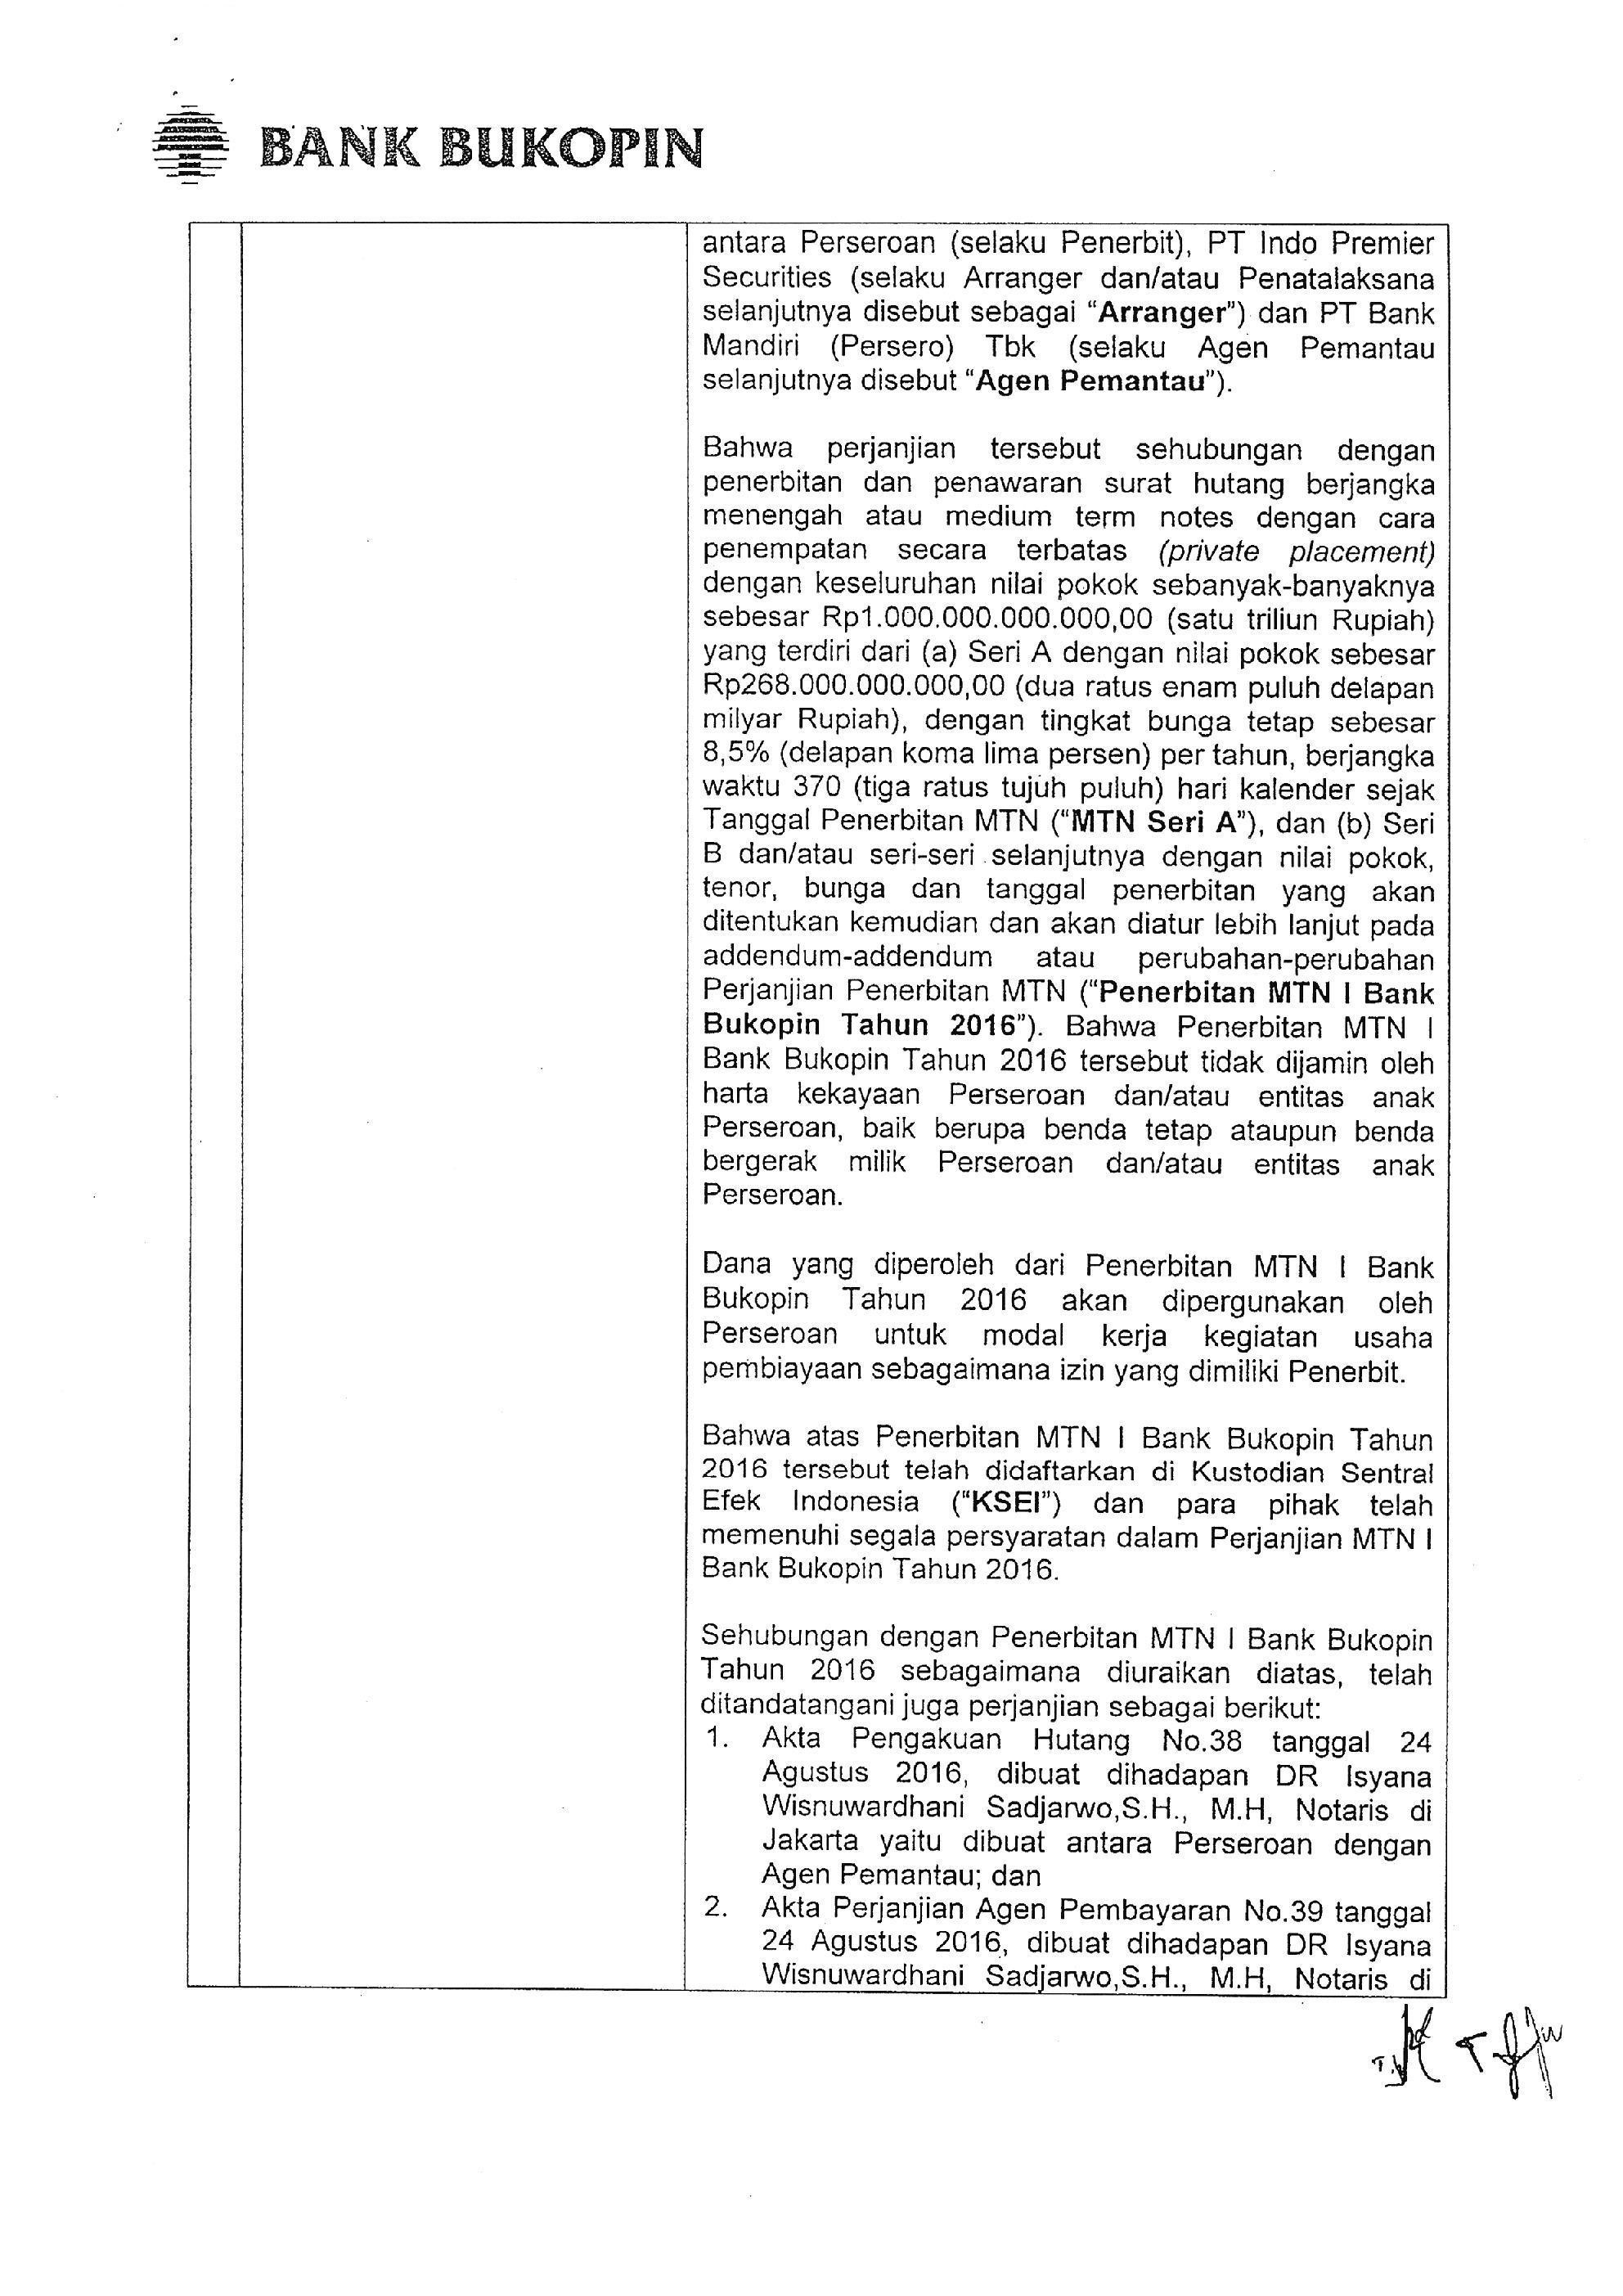 BANK BUKOPIN
antara Perseroan (selaku Penerbit), PT Indo Premier
Securities (selaku Arranger dan/atau Penatalaksana
selanjutnya disebut sebagai “Arranger”) dan PT Bank
Mandiri (Persero) Tbk (selaku Agen Pemantau
selanjutnya disebut “Agen Pemantau”).
Bahwa perjanjian tersebut sehubungan dengan
penerbitan dan penawaran surat hutang berjangka
menengah atau medium term notes dengan cara
penempatan secara terbatas (private placement)
dengan keseluruhan nilai pokok sebanyak-banyaknya
sebesar Rp1.000.000.000.000,00 (satu triliun Rupiah)
yang terdiri dari (a) Seri A dengan nilai pokok sebesar
Rp268.000.000.000,00 (dua ratus enam puluh delapan
milyar Rupiah), dengan tingkat bunga tetap sebesar
8,5% (delapan koma lima persen) per tahun, berjangka
waktu 370 (tiga ratus tujuh puluh) hari kalender sejak
Tanggal Penerbitan MTN (“MTN Seri A”), dan (b) Seri
B dan/atau seri-seri selanjutnya dengan nilai pokok,
tenor, bunga dan tanggal penerbitan yang akan
ditentukan kemudian dan akan diatur lebih lanjut pada
addendum-addendum atau perubahan-perubahan
Perjanjian Penerbitan MTN (“Penerbitan MTN I Bank
Bukopin Tahun 2016”). Bahwa Penerbitan MTN I
Bank Bukopin Tahun 2016 tersebut tidak dijamin oleh
harta kekayaan Perseroan dan/atau entitas anak
Perseroan, baik berupa benda tetap ataupun benda
bergerak milik Perseroan dan/atau entitas anak
Perseroan.
Dana yang diperoleh dari Penerbitan MTN I Bank
Bukopin Tahun 2016 akan dipergunakan oleh
Perseroan untuk modal kerja kegiatan usaha
pembiayaan sebagaimana izin yang dimiliki Penerbit.
Bahwa atas Penerbitan MTN I Bank Bukopin Tahun
2016 tersebut telah didaftarkan di Kustodian Sentral
Efek Indonesia (“KSEI”) dan para pihak telah
memenuhi segala persyaratan dalam Perjanjian MTN I
Bank Bukopin Tahun 2016.
Sehubungan dengan Penerbitan MTN I Bank Bukopin
Tahun 2016 sebagaimana diuraikan diatas, telah
ditandatangani juga perjanjian sebagai berikut:
1. Akta Pengakuan Hutang No.38 tanggal 24
Agustus 2016, dibuat dihadapan DR Isyana
Wisnuwardhani Sadjarwo,S.H., M.H, Notaris di
Jakarta yaitu dibuat antara Perseroan dengan
Agen Pemantau; dan
2. Akta Perjanjian Agen Pembayaran No.39 tanggal
24 Agustus 2016, dibuat dihadapan DR Isyana
Wisnuwardhani Sadjarwo,S.H., M.H, Notaris di